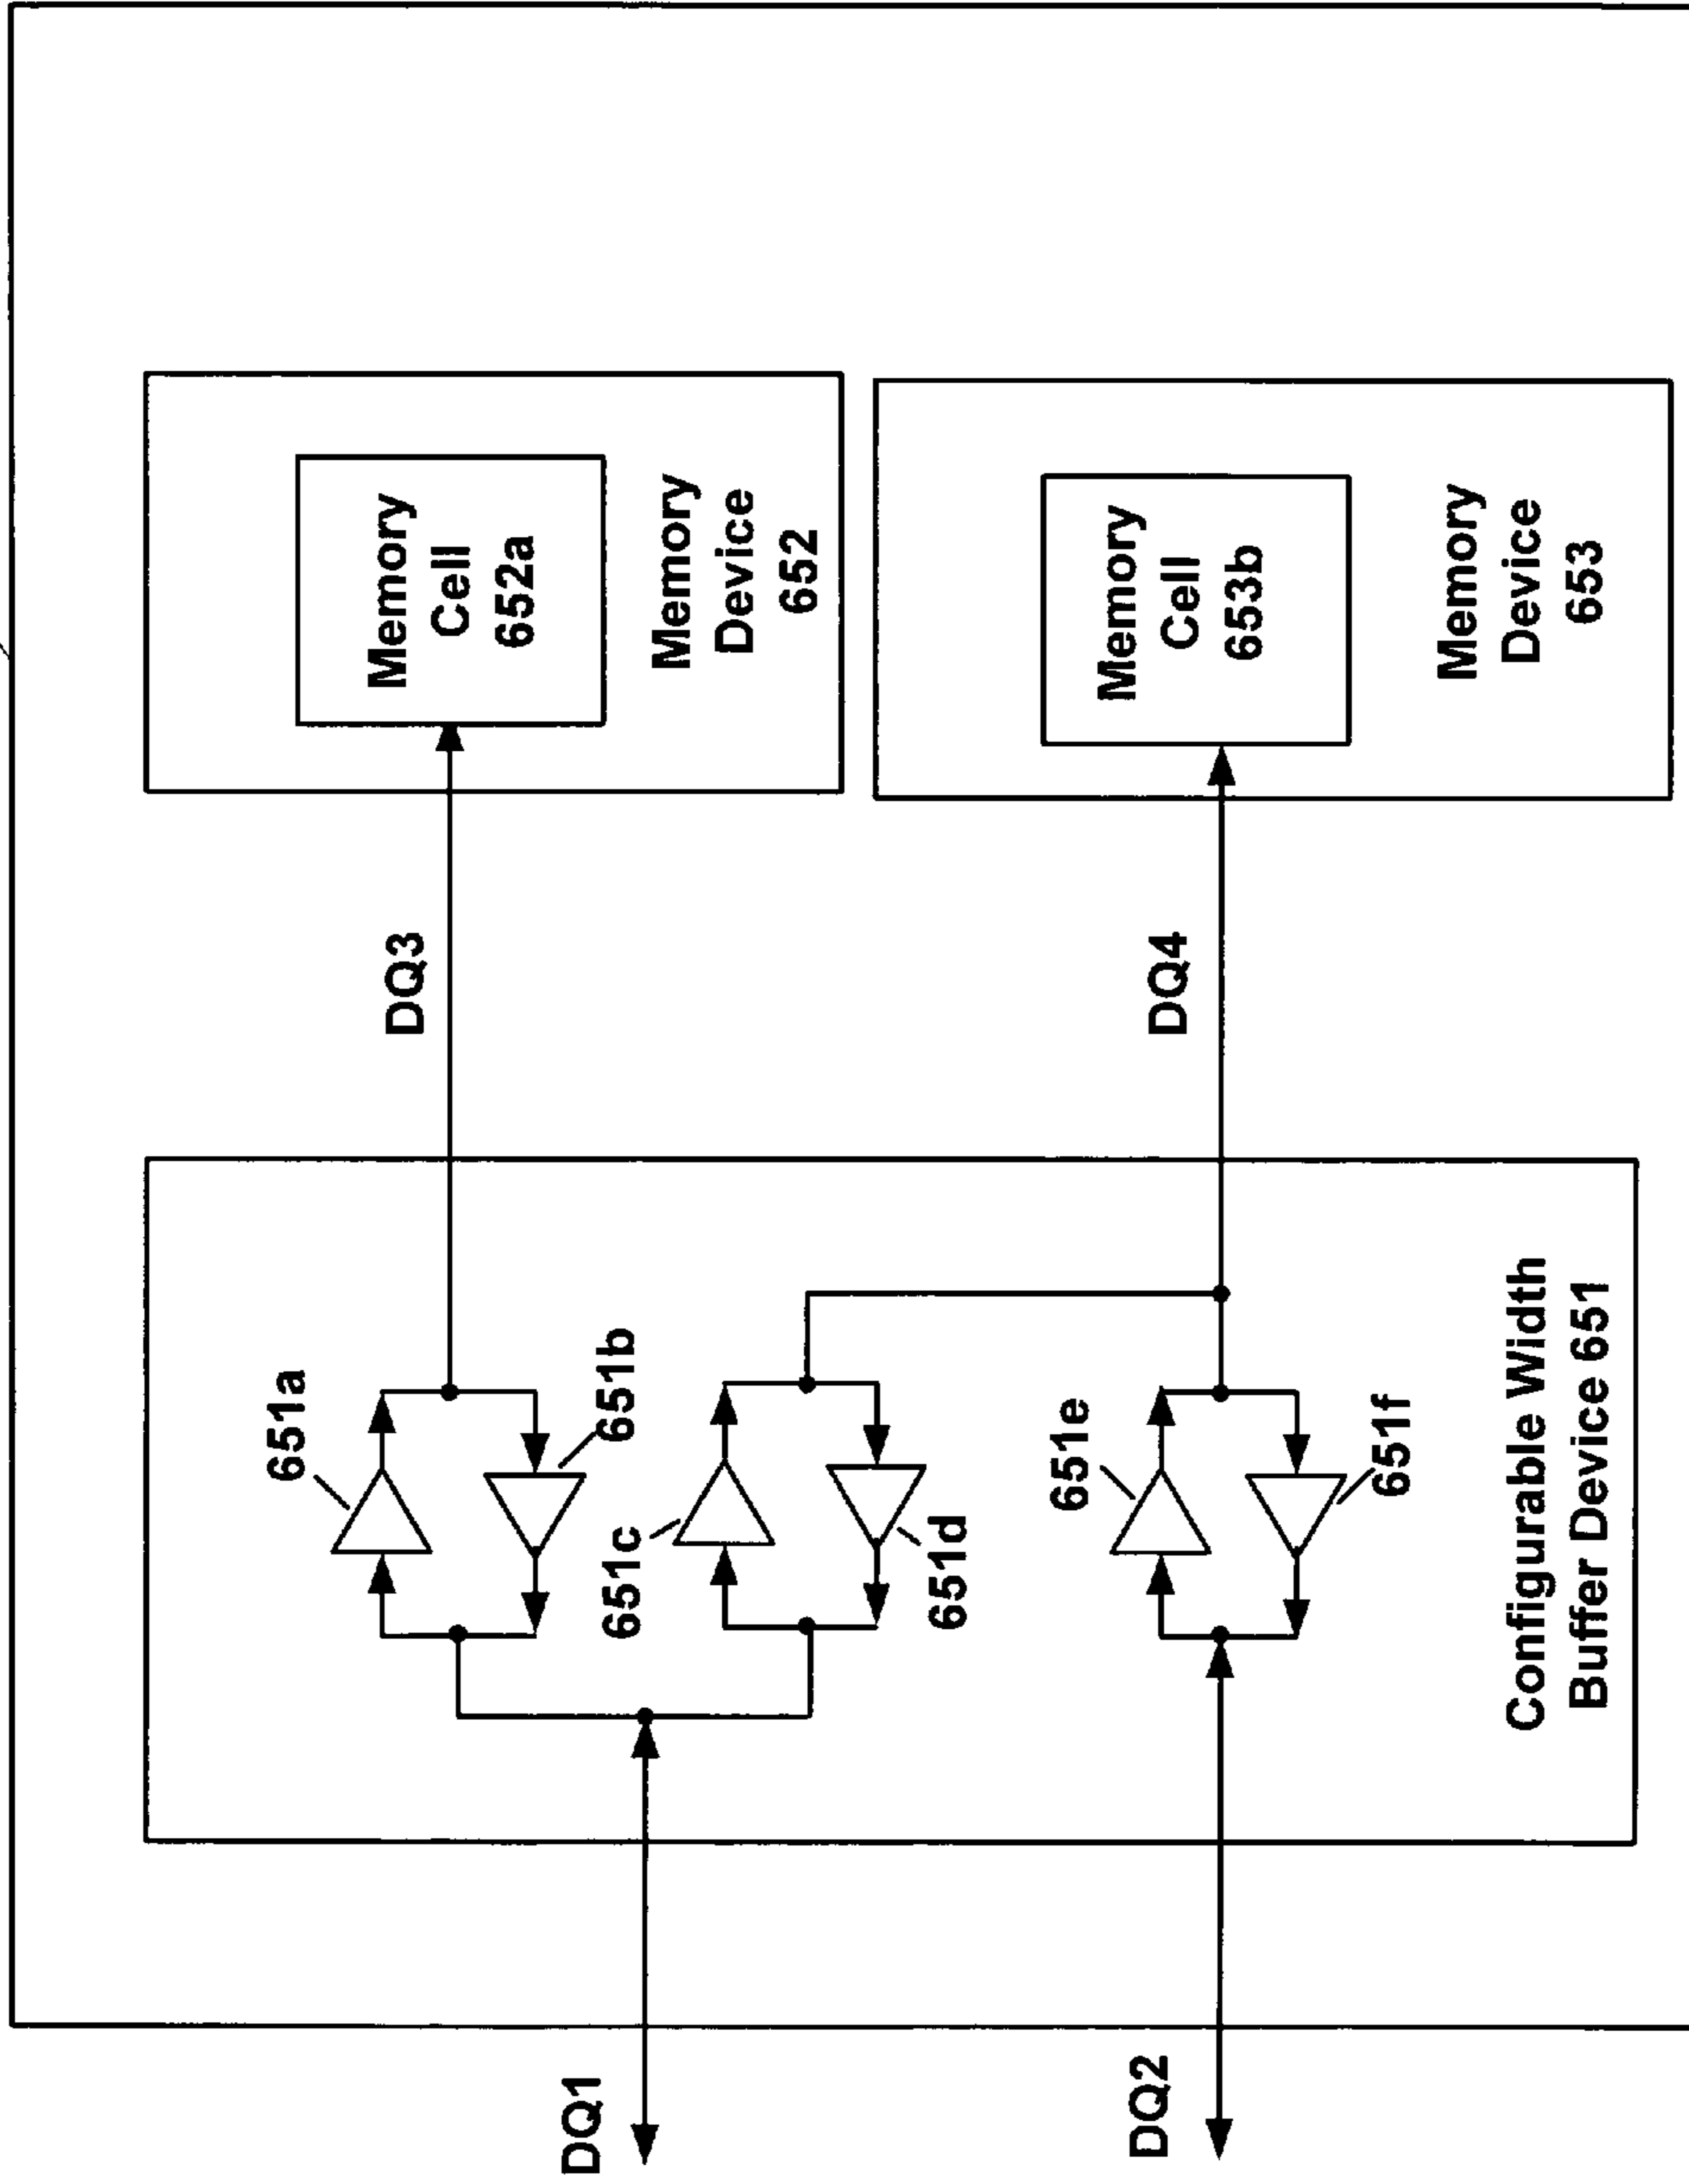 DQ1
DQ2
651a
651b
651c
651d
651e
651f
Configurable Width
Buffer Device 651
DQ3
DQ4
Memory
Cell
652a
Memory
Device
652
Memory
Cell
653b
Memory
Device
653